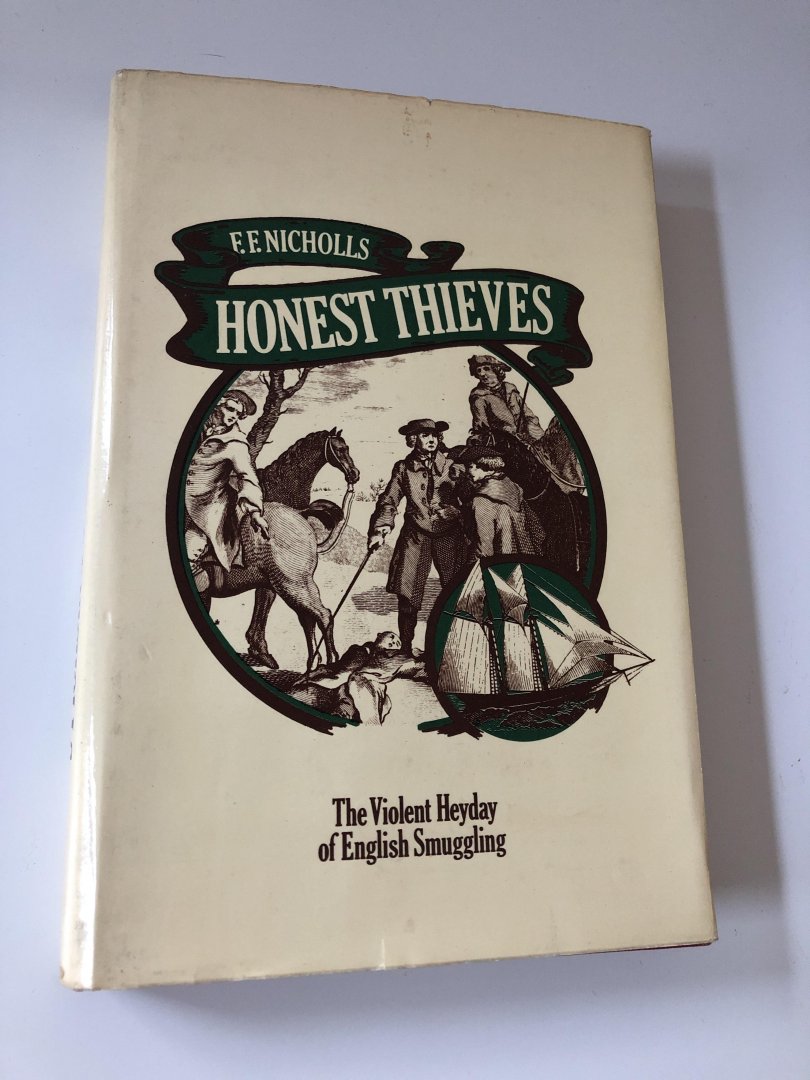 F.F. NICHOLLS
HONEST THIEVES
The Violent Heyday
of English Smuggling